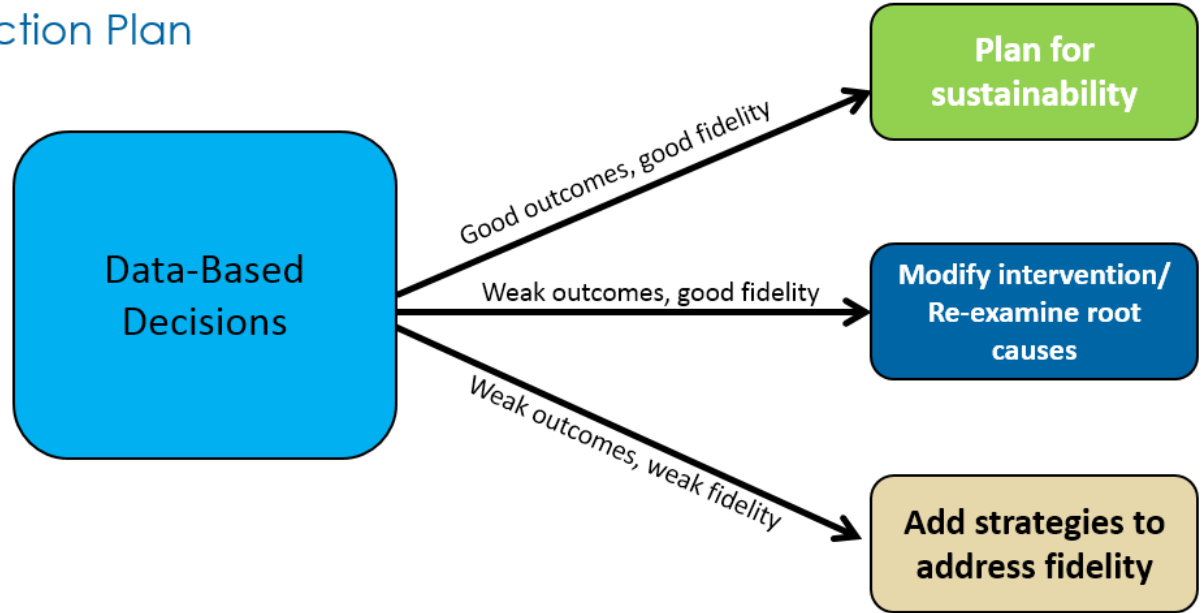 ction Plan
Data-Based
Decisions
Good outcomes, good fidelity
Weak outcomes, good fidelity
Weak outcomes, weak fidelity
Plan for
sustainability
Modify intervention/
Re-examine root
causes
Add strategies to
address fidelity